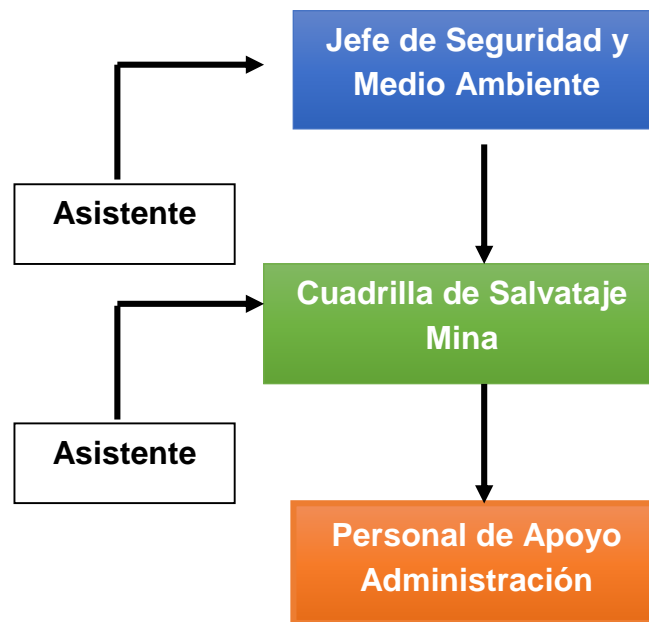 Jefe de Seguridad y
Medio Ambiente
Asistente
Cuadrilla de Salvataje
Mina
Asistente
Personal de Apoyo
Administración